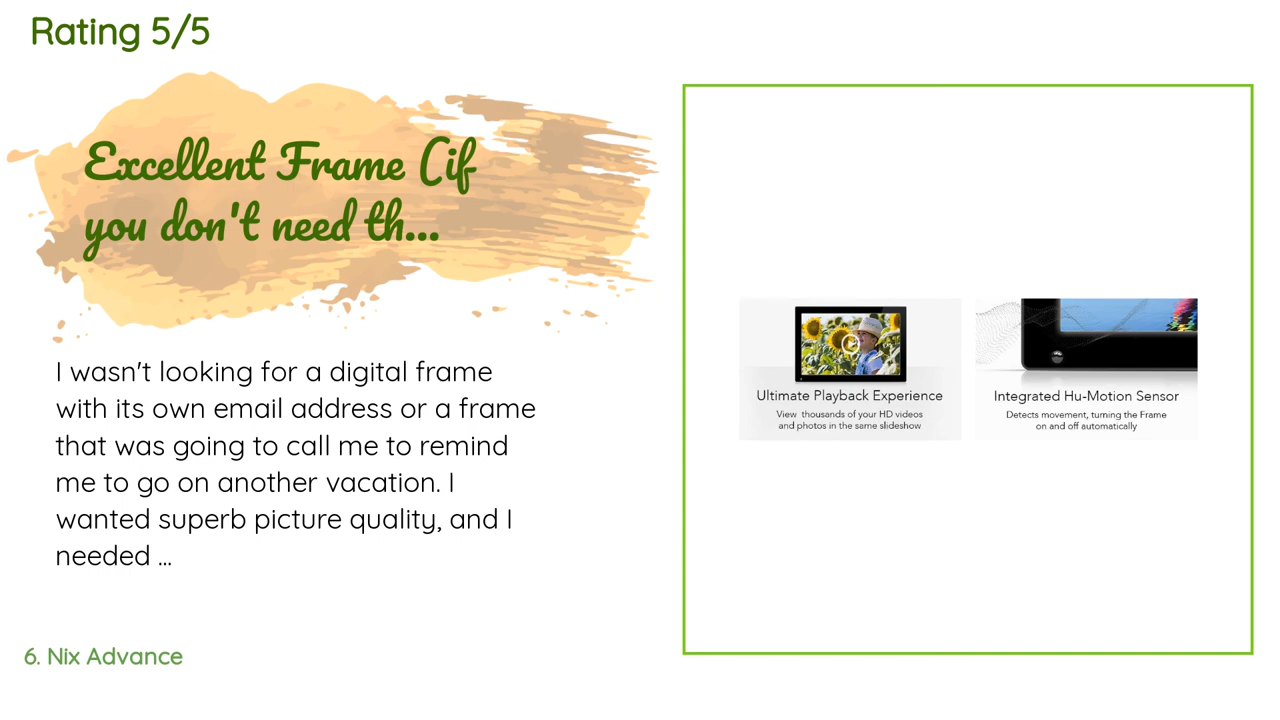 Rating 5/5
Excellent Frame (if
you don't need th...
I wasn't looking for a digital frame
with its own email address or a frame
that was going to call me to remind
me to go on another vacation. I
wanted superb picture quality, and I
needed ...
Ultimate Playback Experience
View thousands of your HD videos
and photos in the same slideshow
Integrated Hu-Motion Sensor
Detects movement, turning the Frame
on and off automatically
6. Nix Advance